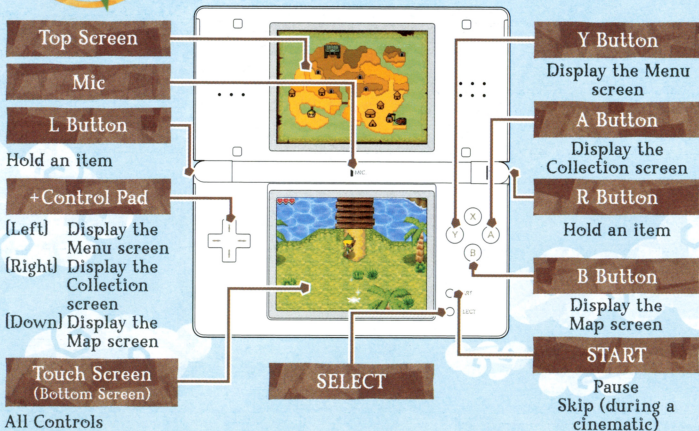 Top Screen
Mic
L Button
Hold an item
+Control Pad
(Left) Display the
Menu screen
(Right) Display the
Collection
screen
(Down) Display the
Map screen
Touch Screen
(Bottom Screen)
All Controls
MIC
X
Y
A
B
SELECT
Y Button
Display the Menu
screen
A Button
Display the
Collection screen
R Button
Hold an item
B Button
Display the
Map screen
START
Pause
Skip (during a
cinematic)